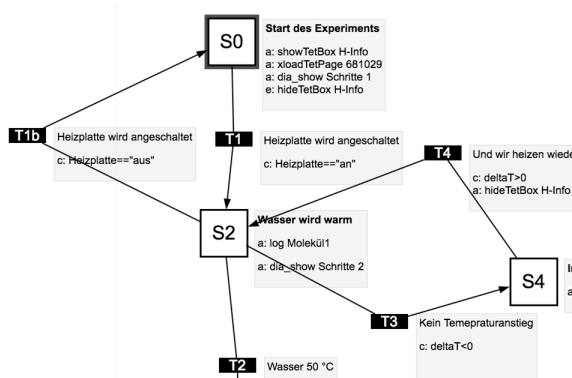 S0
Start des Experiments
a: showTetBox H-Info
a: xloadTetPage 681029
a: dia_show Schritte 1
e: hideTetBox H-Info
T1b
Heizplatte wird angeschaltet
c: Heizplatte=="aus"
T1
Heizplatte wird angeschaltet
c: Heizplatte=="an"
T4
Und wir heizen wiede
c: deltaT>0
a: hideTetBox H-Info
S2
Wasser wird warm
a: log Molekül1
a: dia_show Schritte 2
S4
a
T3
Kein Temepraturanstieg
c: deltaT<0
T2
Wasser 50 °C